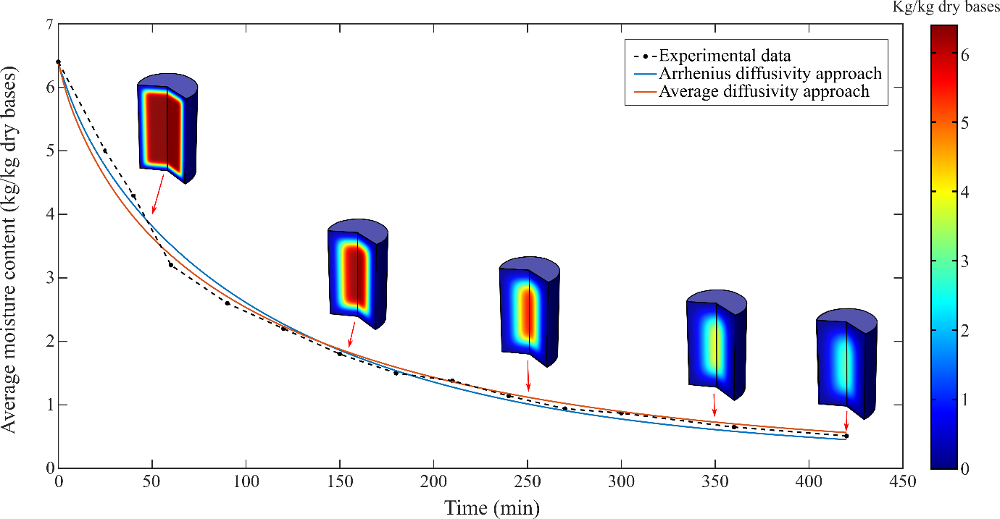 Kg/kg dry bases
7
6
5
4
3
2
1
0
Average moisture content (kg/kg dry bases)
Experimental data
Arrhenius diffusivity approach
Average diffusivity approach
6
5
4
3
2
1
0
0 50 100 150 200 250 300 350 400 450
Time (min)